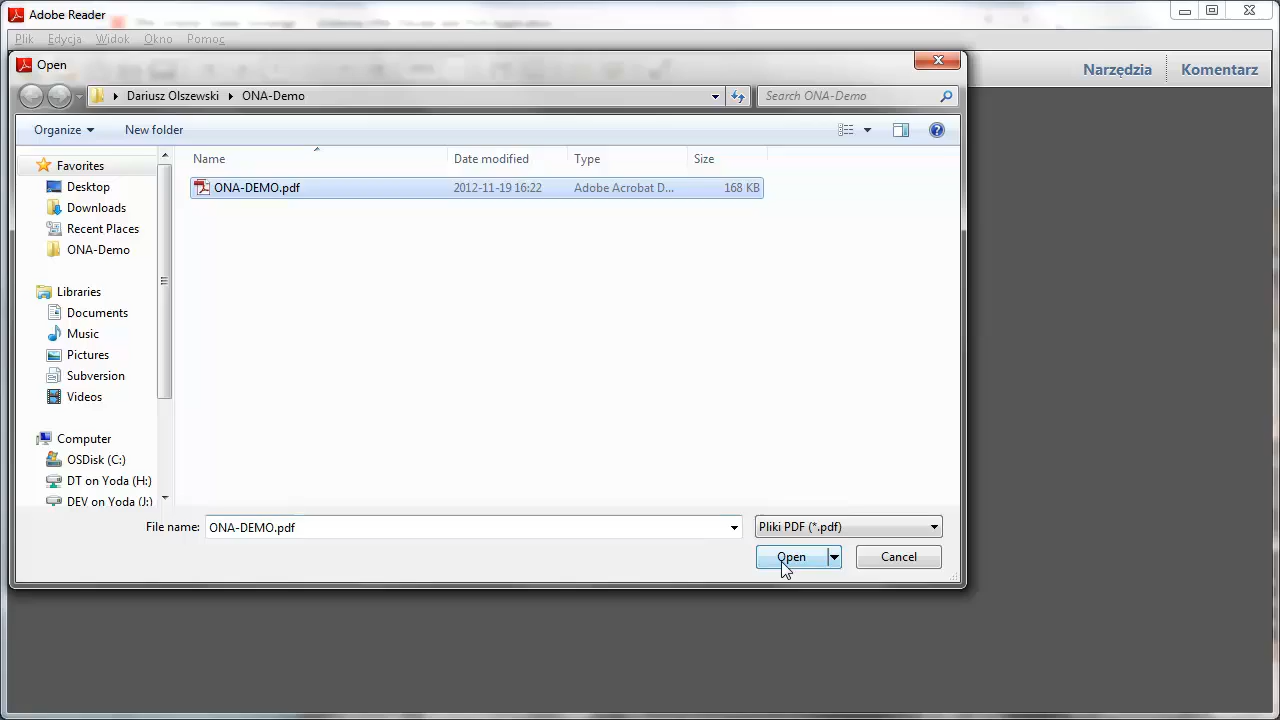 Adobe Reader
Plik Edycja Widok Okno Pomoc
Open
Narzędzia Komentarz
Dariusz Olszewski ONA-Demo
Search ONA-Demo
Organize New folder
Name Date modified Type Size
ONA-DEMO.pdf 2012-11-19 16:22 Adobe Acrobat D... 168 KB
Favorites
Desktop
Downloads
Recent Places
ONA-Demo
Libraries
Documents
Music
Pictures
Subversion
Videos
Computer
OSDisk (C:)
DT on Yoda (H:)
DEV on Yoda (J:)
File name: ONA-DEMO.pdf Pliki PDF (*.pdf)
Open Cancel